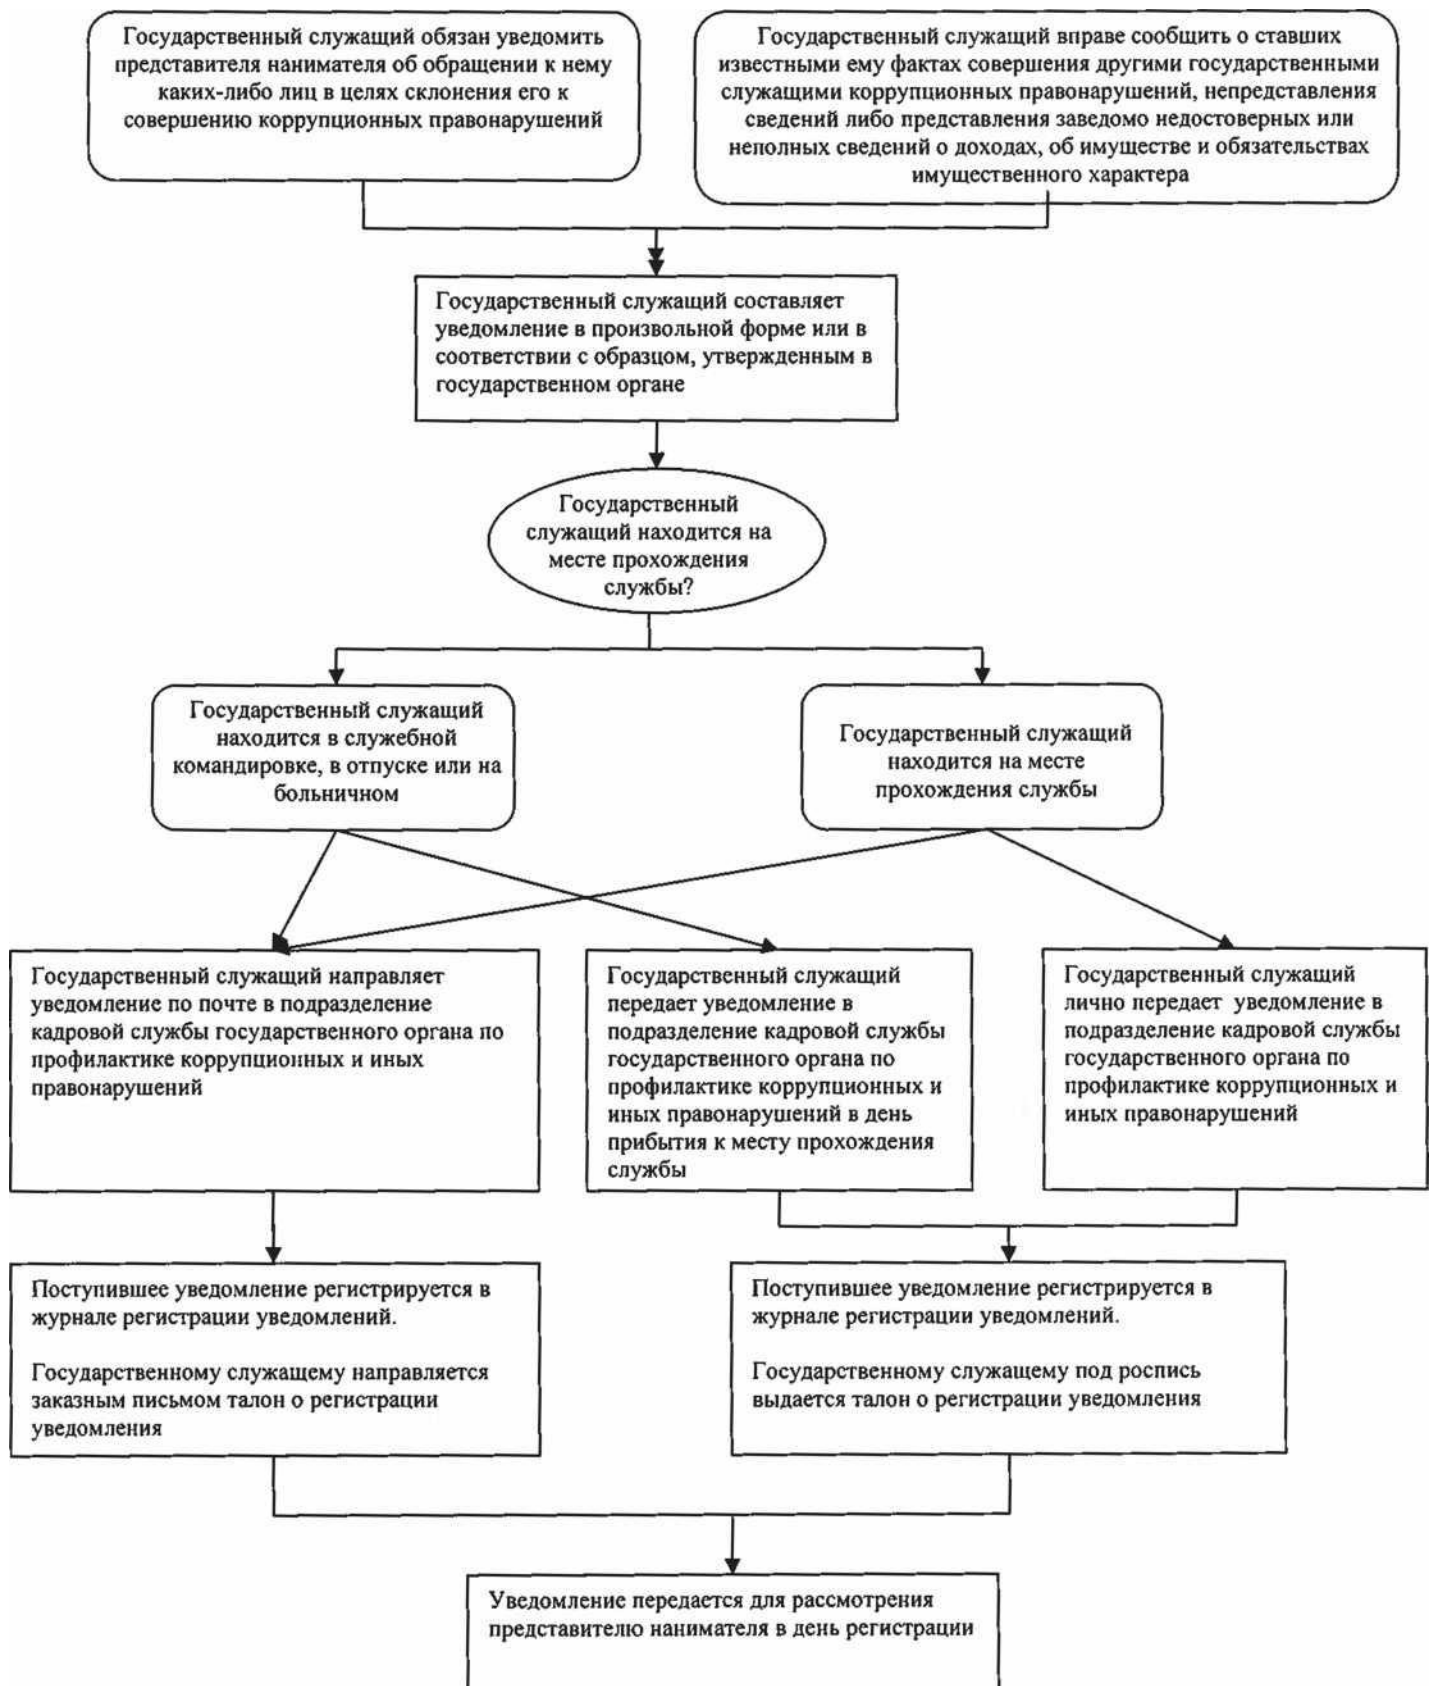 Государственный служащий обязан уведомить
представителя нанимателя об обращении к нему
каких-либо лиц в целях склонения его к
совершению коррупционных правонарушений
Государственный служащий вправе сообщить о ставших
известными ему фактах совершения другими государственными
служащими коррупционных правонарушений, непредставления
сведений либо представления заведомо недостоверных или
неполных сведений о доходах, об имуществе и обязательствах
имущественного характера
Государственный служащий составляет
уведомление в произвольной форме или в
соответствии с образцом, утвержденным в
государственном органе
Государственный
служащий находится на
месте прохождения
службы?
Государственный служащий
находится в служебной
командировке, в отпуске или на
больничном
Государственный служащий
находится на месте
прохождения службы
Государственный служащий направляет
уведомление по почте в подразделение
кадровой службы государственного органа по
профилактике коррупционных и иных
правонарушений
Государственный служащий
передает уведомление в
подразделение кадровой службы
государственного органа по
профилактике коррупционных и
иных правонарушений в день
прибытия к месту прохождения
службы
Государственный служащий
лично передает уведомление в
подразделение кадровой службы
государственного органа по
профилактике коррупционных и
иных правонарушений
Поступившее уведомление регистрируется в
журнале регистрации уведомлений.
Государственному служащему направляется
заказным письмом талон о регистрации
уведомления
Поступившее уведомление регистрируется в
журнале регистрации уведомлений.
Государственному служащему под роспись
выдается талон о регистрации уведомления
Уведомление передается для рассмотрения
представителю нанимателя в день регистрации